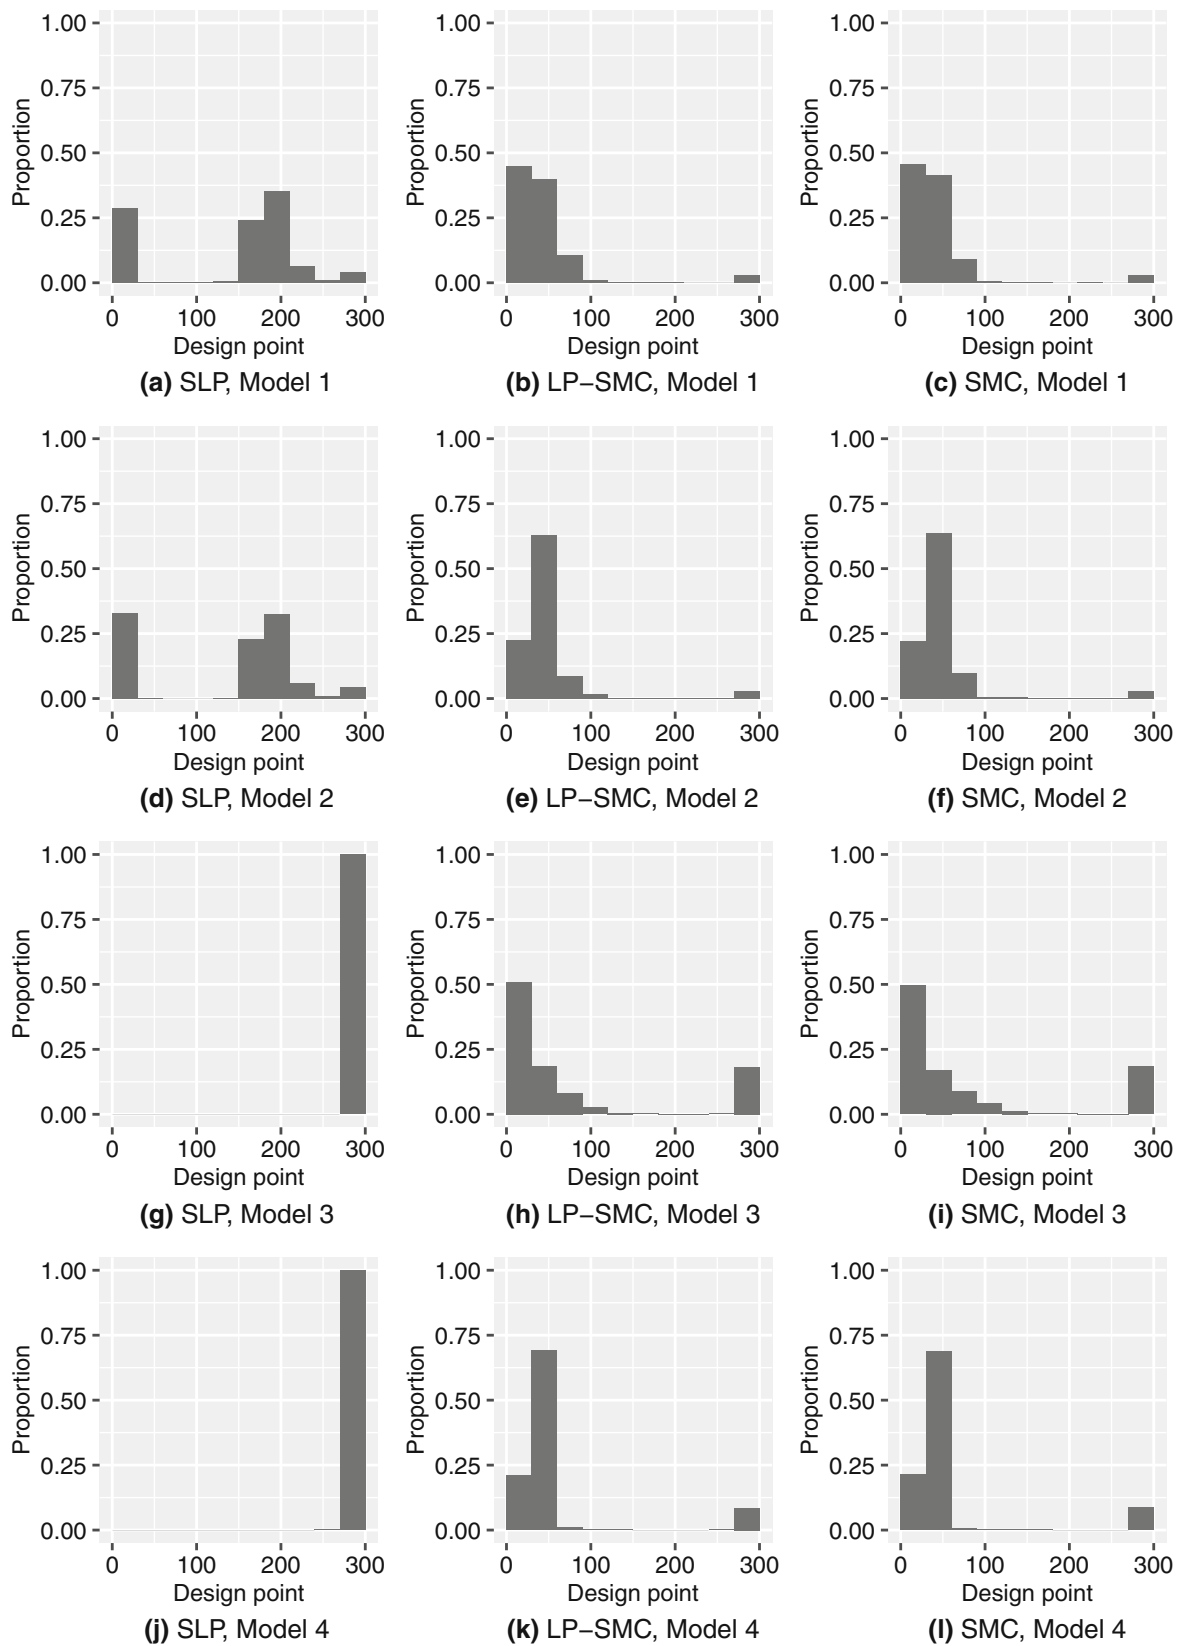 1.00
0.75
0.50
0.25
0.00
Proportion
0 100 200 300
Design point
(a) SLP, Model 1
1.00
0.75
0.50
0.25
0.00
Proportion
0 100 200 300
Design point
(b) LP−SMC, Model 1
1.00
0.75
0.50
0.25
0.00
Proportion
0 100 200 300
Design point
(c) SMC, Model 1
1.00
0.75
0.50
0.25
0.00
Proportion
0 100 200 300
Design point
(d) SLP, Model 2
1.00
0.75
0.50
0.25
0.00
Proportion
0 100 200 300
Design point
(e) LP−SMC, Model 2
1.00
0.75
0.50
0.25
0.00
Proportion
0 100 200 300
Design point
(f) SMC, Model 2
1.00
0.75
0.50
0.25
0.00
Proportion
0 100 200 300
Design point
(g) SLP, Model 3
1.00
0.75
0.50
0.25
0.00
Proportion
0 100 200 300
Design point
(h) LP−SMC, Model 3
1.00
0.75
0.50
0.25
0.00
Proportion
0 100 200 300
Design point
(i) SMC, Model 3
1.00
0.75
0.50
0.25
0.00
Proportion
0 100 200 300
Design point
(j) SLP, Model 4
1.00
0.75
0.50
0.25
0.00
Proportion
0 100 200 300
Design point
(k) LP−SMC, Model 4
1.00
0.75
0.50
0.25
0.00
Proportion
0 100 200 300
Design point
(l) SMC, Model 4